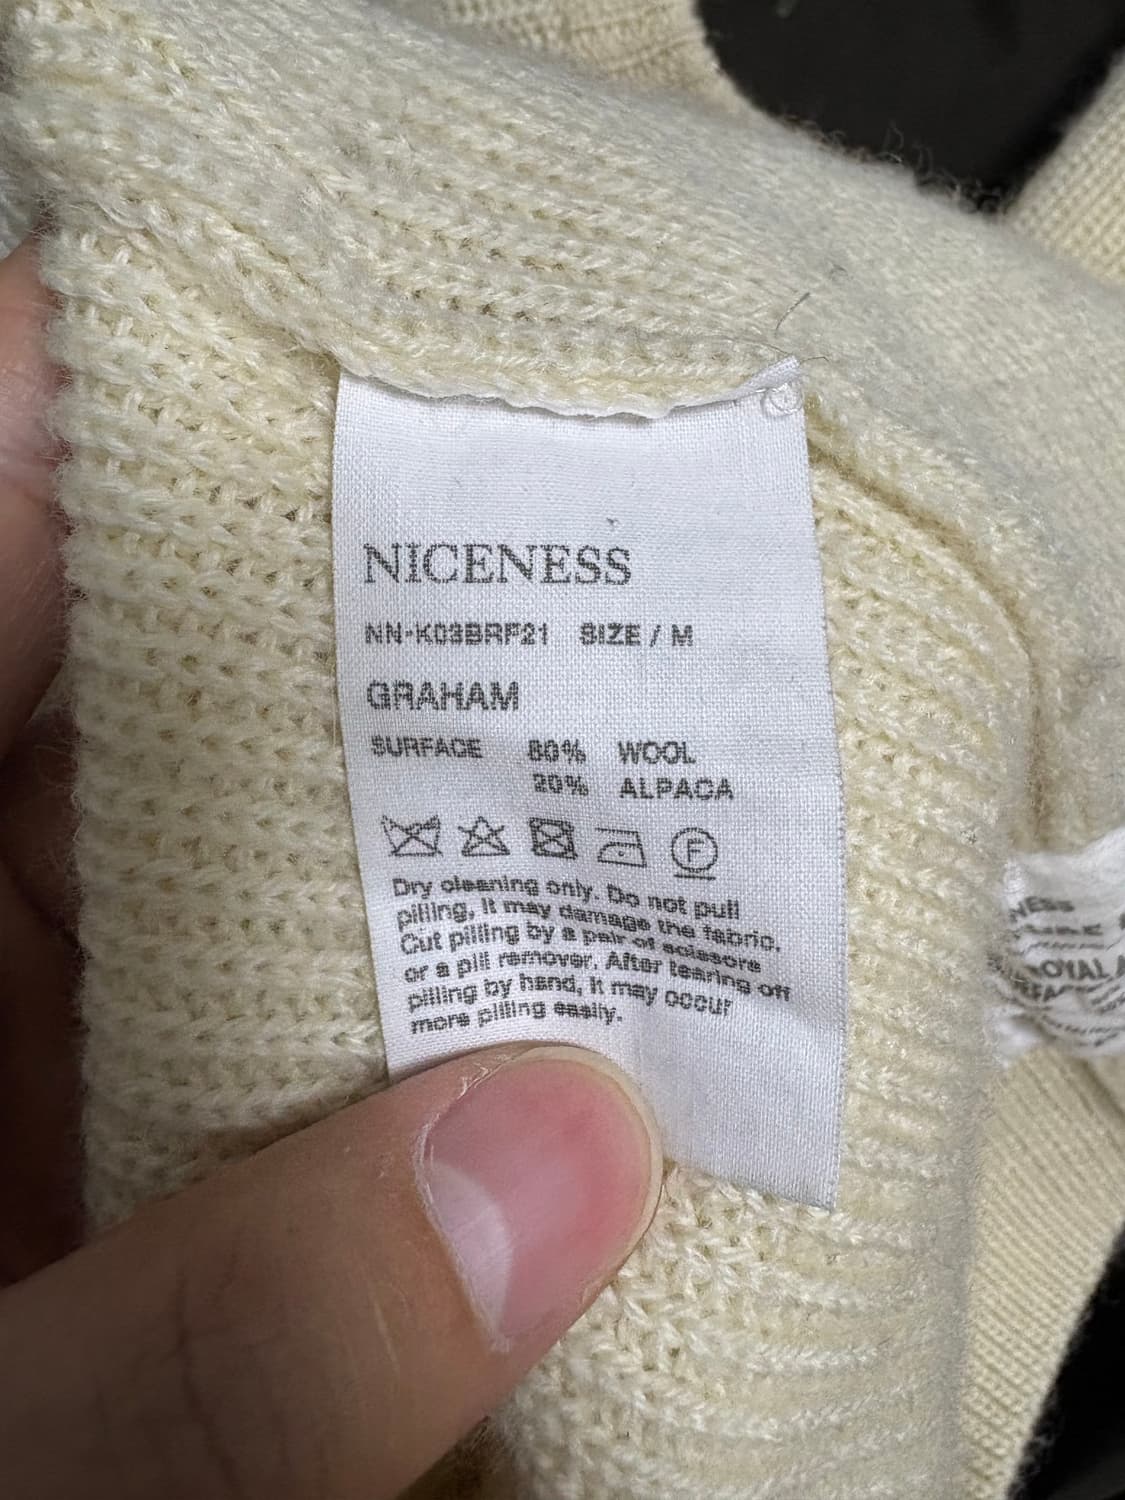 NICENESS
NN-K03BRF21 SIZE / M
GRAHAM
SURFACE 80% WOOL
20% ALPACA
F
Dry cleaning only. Do not pull
pilling, It may damage the fabric.
Cut pilling by a pair of scissors
or a pill remover. After tearing off
pilling by hand, it may occur
more pilling easily.
NESS
ROYAL A